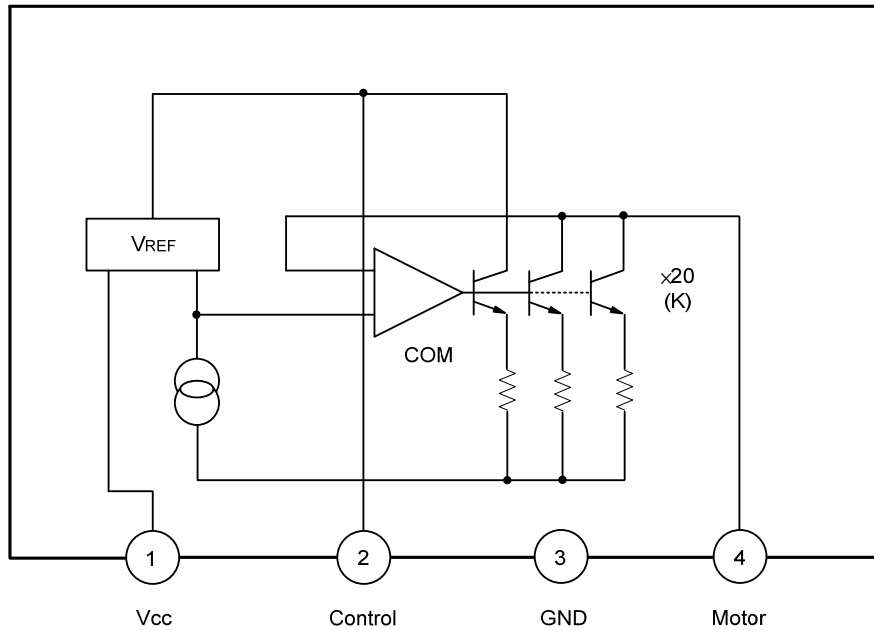 VREF
×20
(K)
COM
1
2
3
4
Vcc
Control
GND
Motor